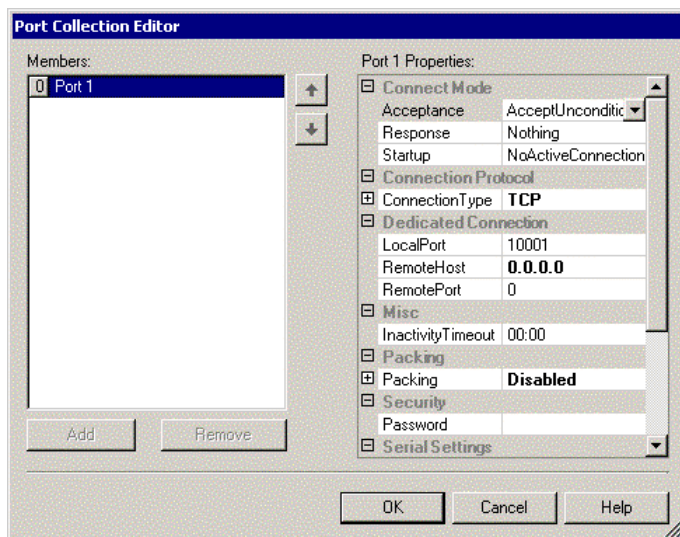 Port Collection Editor
Members:
0 Port 1
Add Remove
Port 1 Properties:
Connect Mode
Acceptance AcceptUnconditic
Response Nothing
Startup NoActiveConnection
Connection Protocol
ConnectionType TCP
Dedicated Connection
LocalPort 10001
RemoteHost 0.0.0.0
RemotePort 0
Misc
InactivityTimeout 00:00
Packing
Packing Disabled
Security
Password
Serial Settings
OK Cancel Help